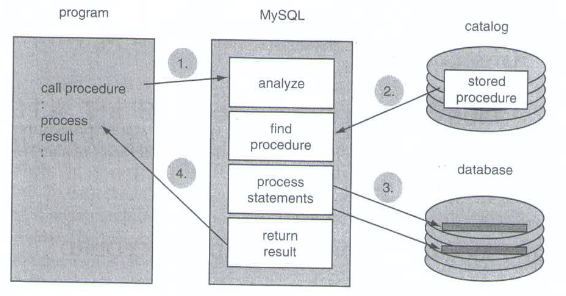 program
MySQL
catalog
1.
call procedure
:
process
result
:
analyze
2.
stored
procedure
find
procedure
database
4.
process
statements
3.
return
result